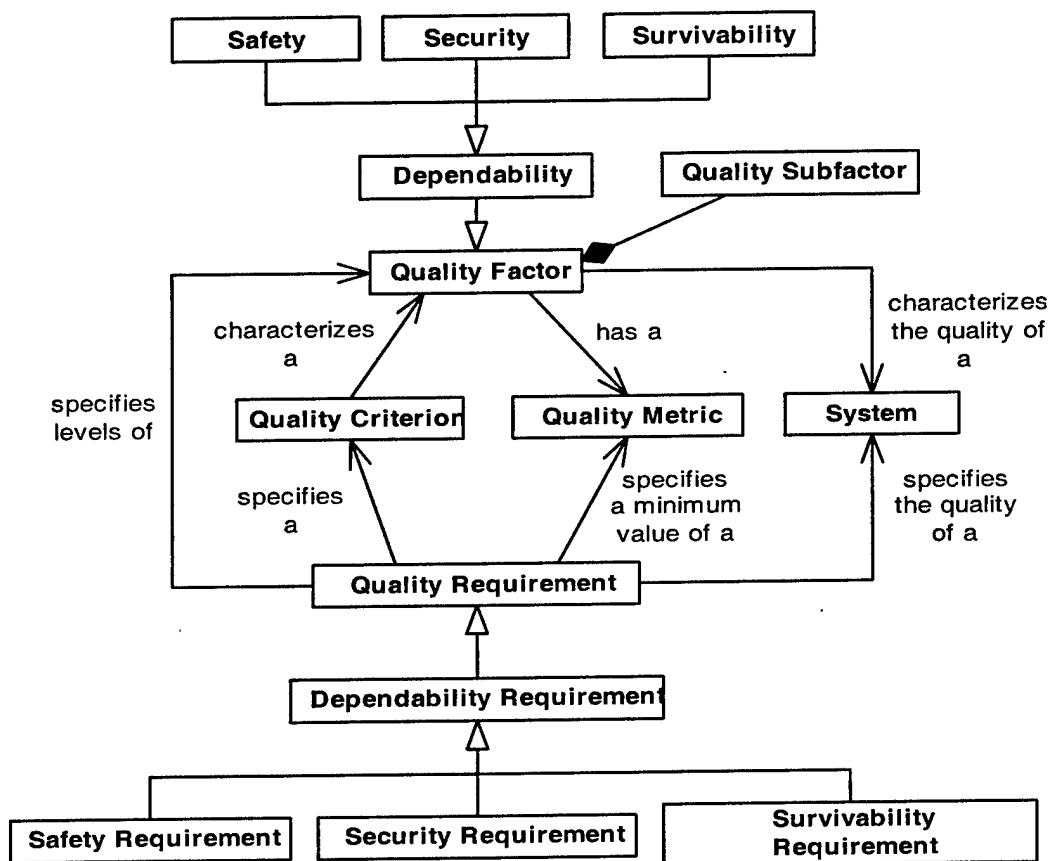 Safety
Security
Survivability
Dependability
Quality Subfactor
Quality Factor
characterizes
a
has a
characterizes
the quality of
a
specifies
levels of
Quality Criterion
Quality Metric
System
specifies
a
specifies
a minimum
value of a
specifies
the quality
of a
Quality Requirement
Dependability Requirement
Safety Requirement
Security Requirement
Survivability
Requirement